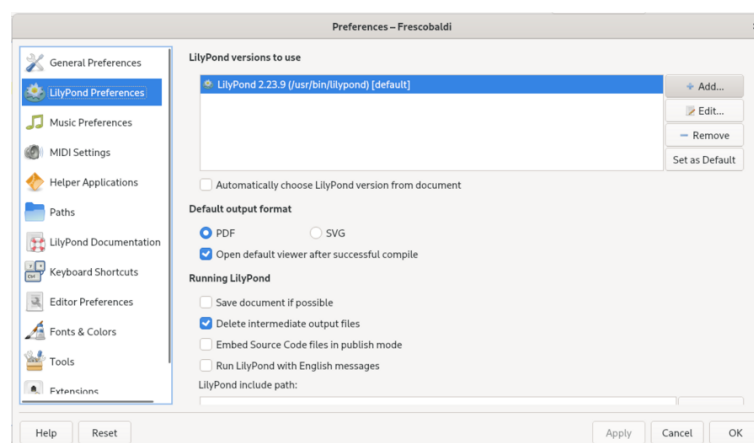 Preferences – Frescobaldi
General Preferences
LilyPond Preferences
Music Preferences
MIDI Settings
Helper Applications
Paths
LilyPond Documentation
Keyboard Shortcuts
Editor Preferences
Fonts & Colors
Tools
Extensions
LilyPond versions to use
LilyPond 2.23.9 (/usr/bin/lilypond) [default]
Add...
Edit...
Remove
Set as Default
Automatically choose LilyPond version from document
Default output format
PDF SVG
Open default viewer after successful compile
Running LilyPond
Save document if possible
Delete intermediate output files
Embed Source Code files in publish mode
Run LilyPond with English messages
LilyPond include path:
Help Reset Apply Cancel OK